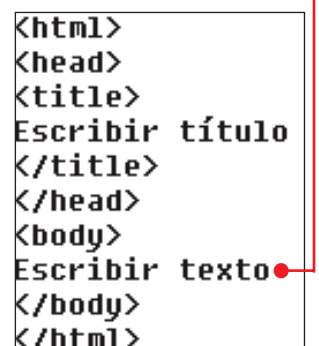 <html>
<head>
<title>
Escribir título
</title>
</head>
<body>
Escribir texto
</body>
</html>